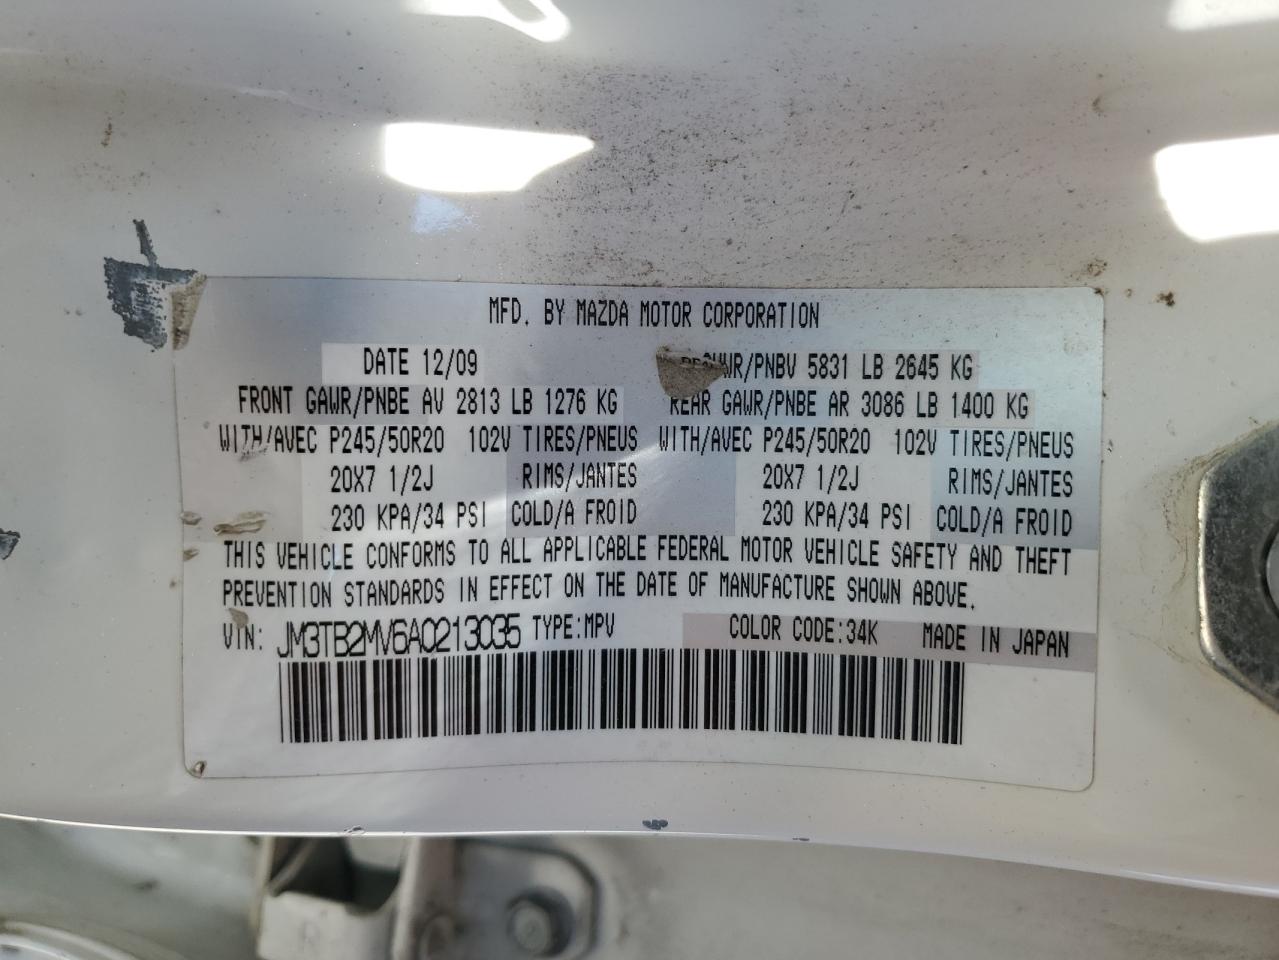 MFD. BY MAZDA MOTOR CORPORATION
DATE 12/09 GVWR/PNBV 5831 LB 2645 KG
FRONT GAWR/PNBE AV 2813 LB 1276 KG REAR GAWR/PNBE AR 3086 LB 1400 KG
WITH/AVEC P245/50R20 102V TIRES/PNEUS WITH/AVEC P245/50R20 102V TIRES/PNEUS
20X7 1/2J RIMS/JANTES 20X7 1/2J RIMS/JANTES
230 KPA/34 PSI COLD/A FROID 230 KPA/34 PSI COLD/A FROID
THIS VEHICLE CONFORMS TO ALL APPLICABLE FEDERAL MOTOR VEHICLE SAFETY AND THEFT
PREVENTION STANDARDS IN EFFECT ON THE DATE OF MANUFACTURE SHOWN ABOVE.
VIN: JM3TB2MV6A0213035 TYPE:MPV COLOR CODE:34K MADE IN JAPAN